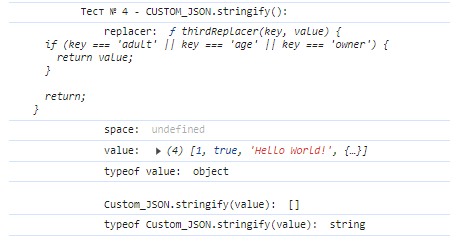 Тест № 4 - CUSTOM_JSON.stringify():
replacer: ƒ thirdReplacer(key, value) {
if (key === 'adult' || key === 'age' || key === 'owner') {
return value;
}
return;
}
space: undefined
value: ▶ (4) [1, true, 'Hello World!', {…}]
typeof value: object
Custom_JSON.stringify(value): []
typeof Custom_JSON.stringify(value): string